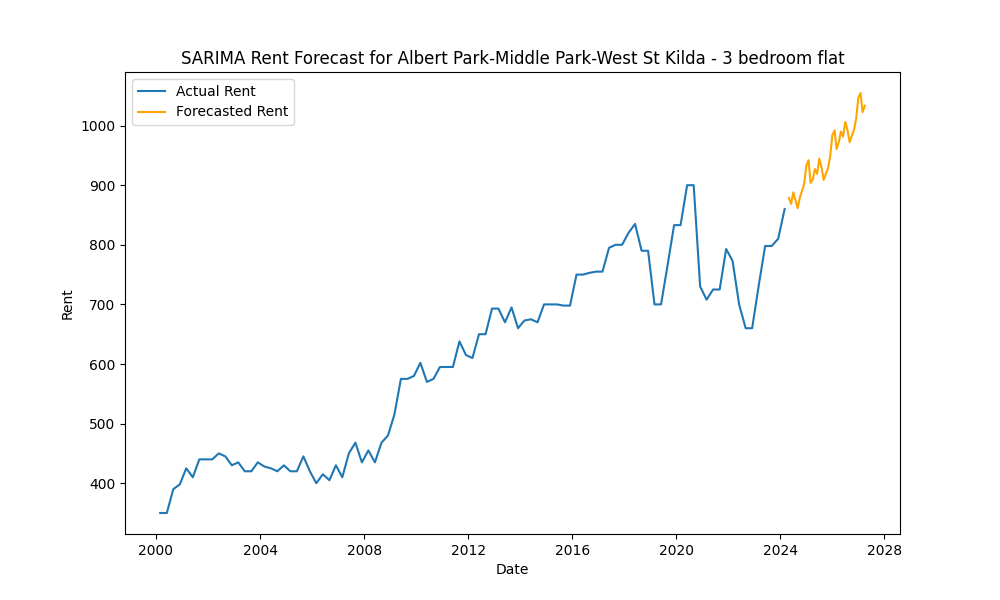 SARIMA Rent Forecast for Albert Park-Middle Park-West St Kilda - 3 bedroom flat
Actual Rent
Forecasted Rent
1000
900
800
700
600
500
400
Rent
2000 2004 2008 2012 2016 2020 2024 2028
Date